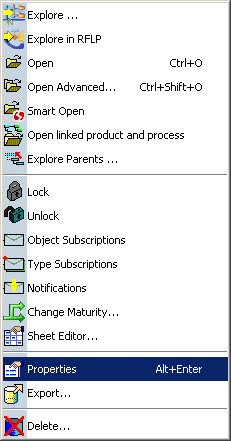 Explore ...
Explore in RFLP
Open Ctrl+O
Open Advanced... Ctrl+Shift+O
Smart Open
Open linked product and process
Explore Parents ...
Lock
Unlock
Object Subscriptions
Type Subscriptions
Notifications
Change Maturity...
Sheet Editor...
Properties Alt+Enter
Export...
Delete...